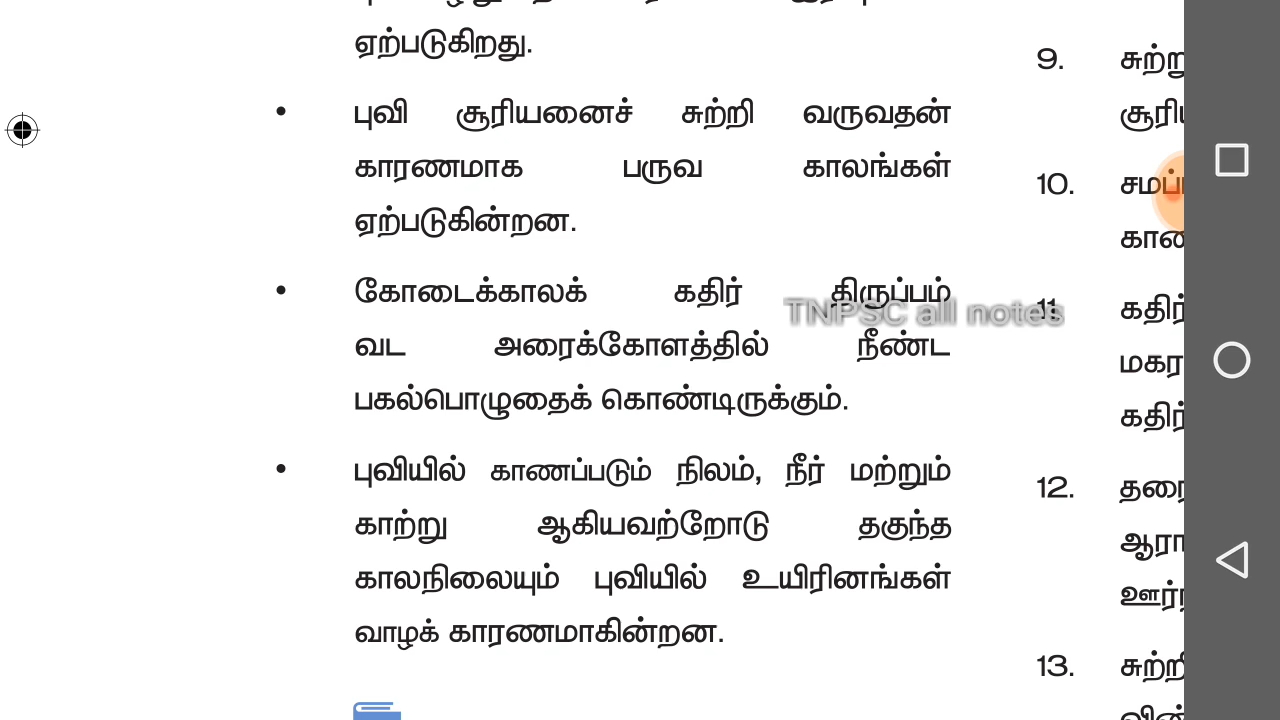 ஏற்படுகிறது.
• புவி சூரியனைச் சுற்றி வருவதன்
காரணமாக பருவ காலங்கள்
ஏற்படுகின்றன.
• கோடைக்காலக் கதிர் திருப்பம்
வட அரைக்கோளத்தில் நீண்ட
பகல்பொழுதைக் கொண்டிருக்கும்.
• புவியில் காணப்படும் நிலம், நீர் மற்றும்
காற்று ஆகியவற்றோடு தகுந்த
காலநிலையும் புவியில் உயிரினங்கள்
வாழக் காரணமாகின்றன.
TNPSC all notes
9.
10.
11.
12.
13.